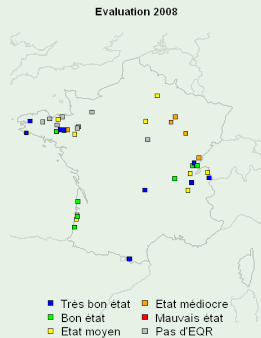 Evaluation 2008
Très bon état
Etat médiocre
Bon état
Mauvais état
Etat moyen
Pas d'EQR